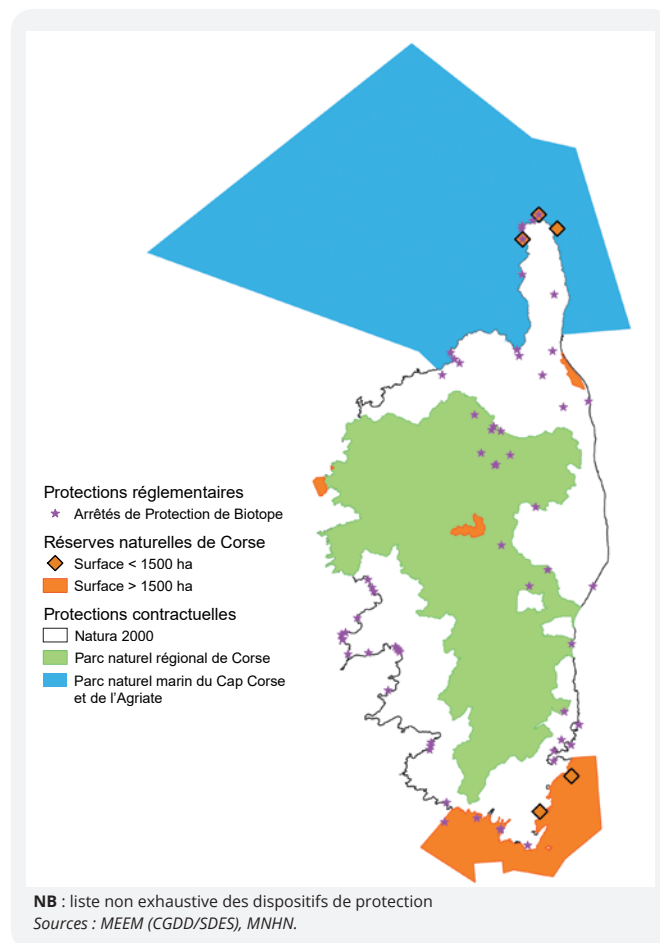 Protections réglementaires
Arrêtés de Protection de Biotope
Réserves naturelles de Corse
Surface < 1500 ha
Surface > 1500 ha
Protections contractuelles
Natura 2000
Parc naturel régional de Corse
Parc naturel marin du Cap Corse
et de l'Agriate
NB : liste non exhaustive des dispositifs de protection
Sources : MEEM (CGDD/SDES), MNHN.